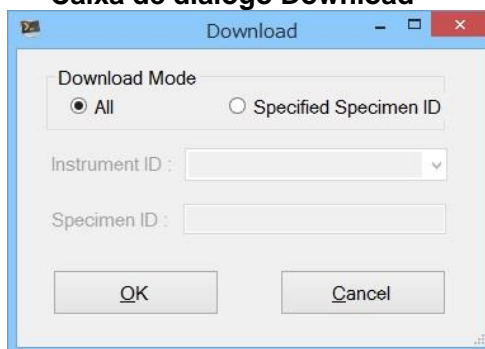 Caixa de diálogo Download
Download
Download Mode
All
Specified Specimen ID
Instrument ID :
Specimen ID :
OK
Cancel